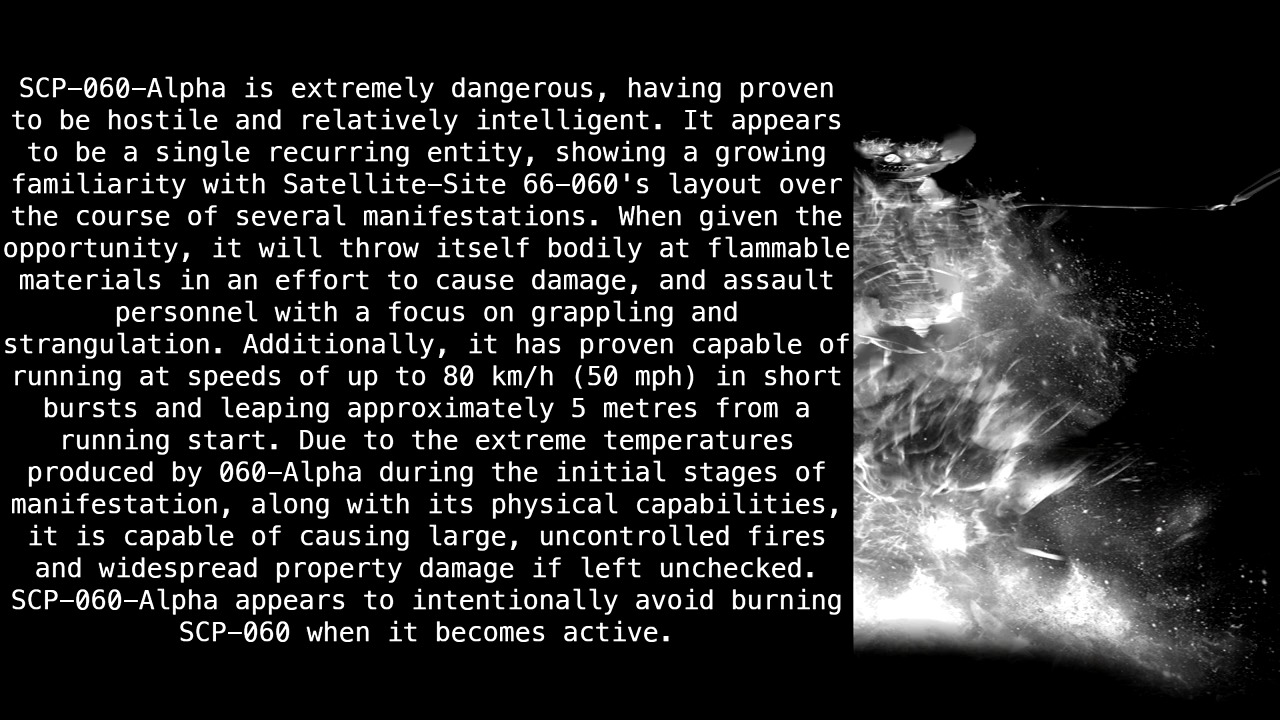 SCP-060-Alpha is extremely dangerous, having proven
to be hostile and relatively intelligent. It appears
to be a single recurring entity, showing a growing
familiarity with Satellite-Site 66-060's layout over
the course of several manifestations. When given the
opportunity, it will throw itself bodily at flammable
materials in an effort to cause damage, and assault
personnel with a focus on grappling and
strangulation. Additionally, it has proven capable of
running at speeds of up to 80 km/h (50 mph) in short
bursts and leaping approximately 5 metres from a
running start. Due to the extreme temperatures
produced by 060-Alpha during the initial stages of
manifestation, along with its physical capabilities,
it is capable of causing large, uncontrolled fires
and widespread property damage if left unchecked.
SCP-060-Alpha appears to intentionally avoid burning
SCP-060 when it becomes active.